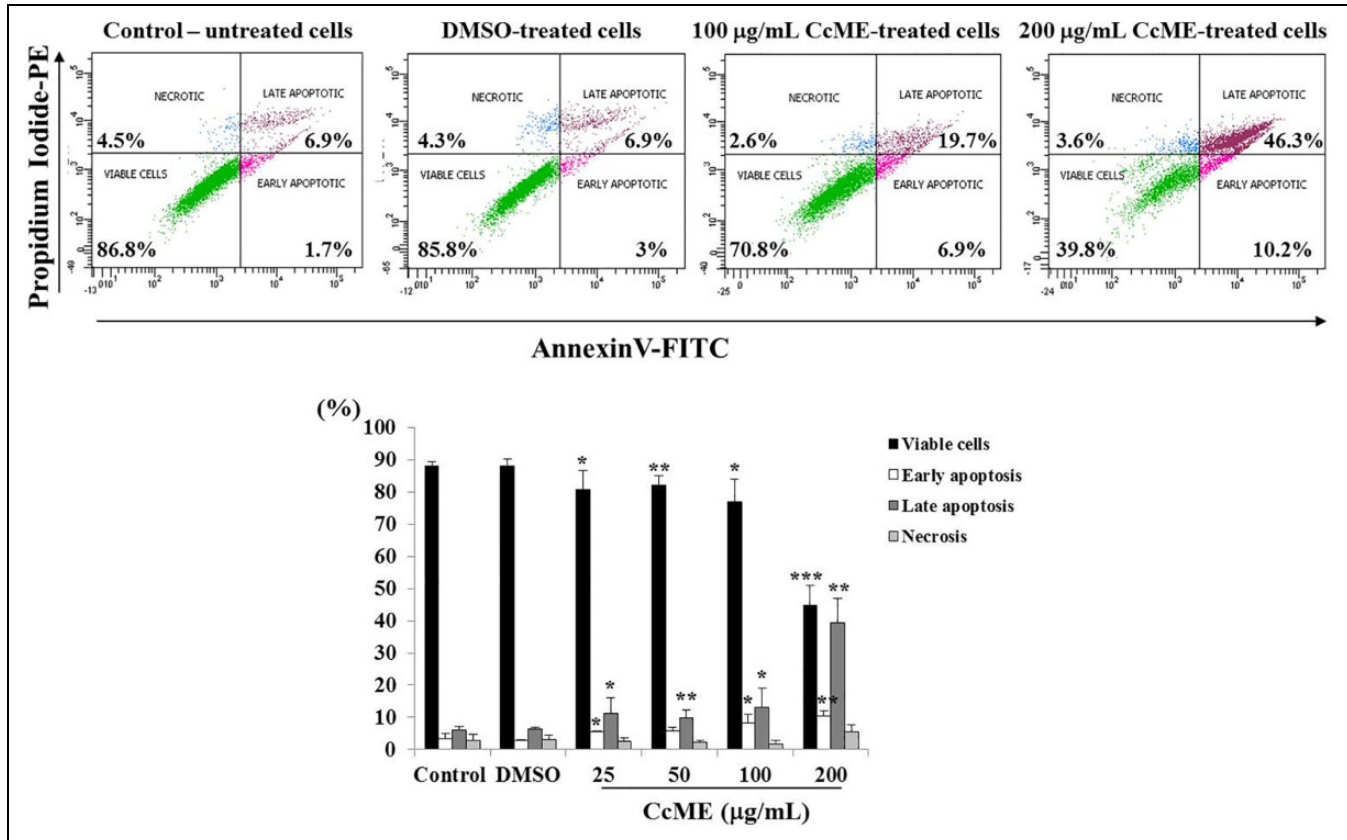 Control – untreated cells
DMSO-treated cells
100 μg/mL CcME-treated cells
200 μg/mL CcME-treated cells
Propidium Iodide-PE
NECROTIC
LATE APOPTOTIC
4.5%
6.9%
VIABLE CELLS
EARLY APOPTOTIC
86.8%
1.7%
NECROTIC
LATE APOPTOTIC
4.3%
6.9%
VIABLE CELLS
EARLY APOPTOTIC
85.8%
3%
NECROTIC
LATE APOPTOTIC
2.6%
19.7%
VIABLE CELLS
EARLY APOPTOTIC
70.8%
6.9%
NECROTIC
LATE APOPTOTIC
3.6%
46.3%
VIABLE CELLS
EARLY APOPTOTIC
39.8%
10.2%
AnnexinV-FITC
(%)
100
90
80
70
60
50
40
30
20
10
0
* ** * *** **
* ** *
* * **
Viable cells
Early apoptosis
Late apoptosis
Necrosis
Control DMSO 25 50 100 200
CcME (μg/mL)